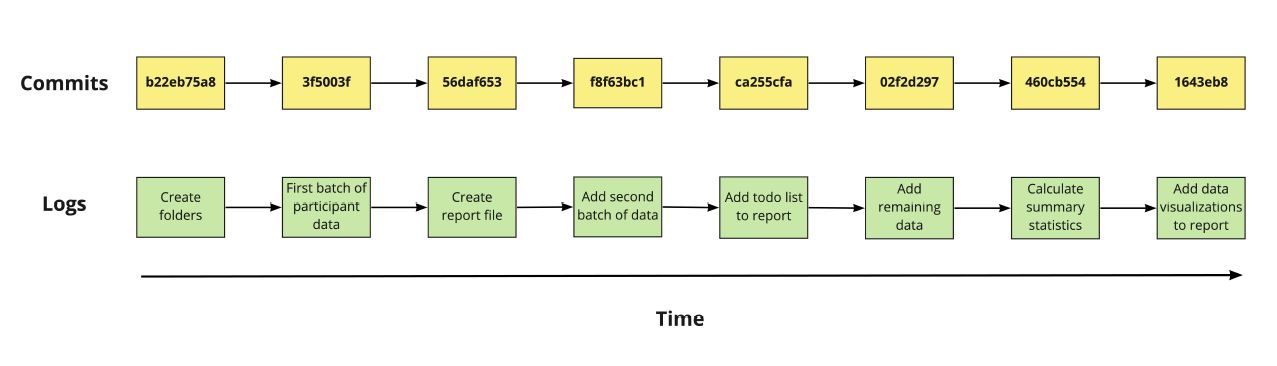 Commits
b22eb75a8
3f5003f
56daf653
f8f63bc1
ca255cfa
02f2d297
460cb554
1643eb8
Logs
Create
folders
First batch of
participant
data
Create
report file
Add second
batch of data
Add todo list
to report
Add
remaining
data
Calculate
summary
statistics
Add data
visualizations
to report
Time